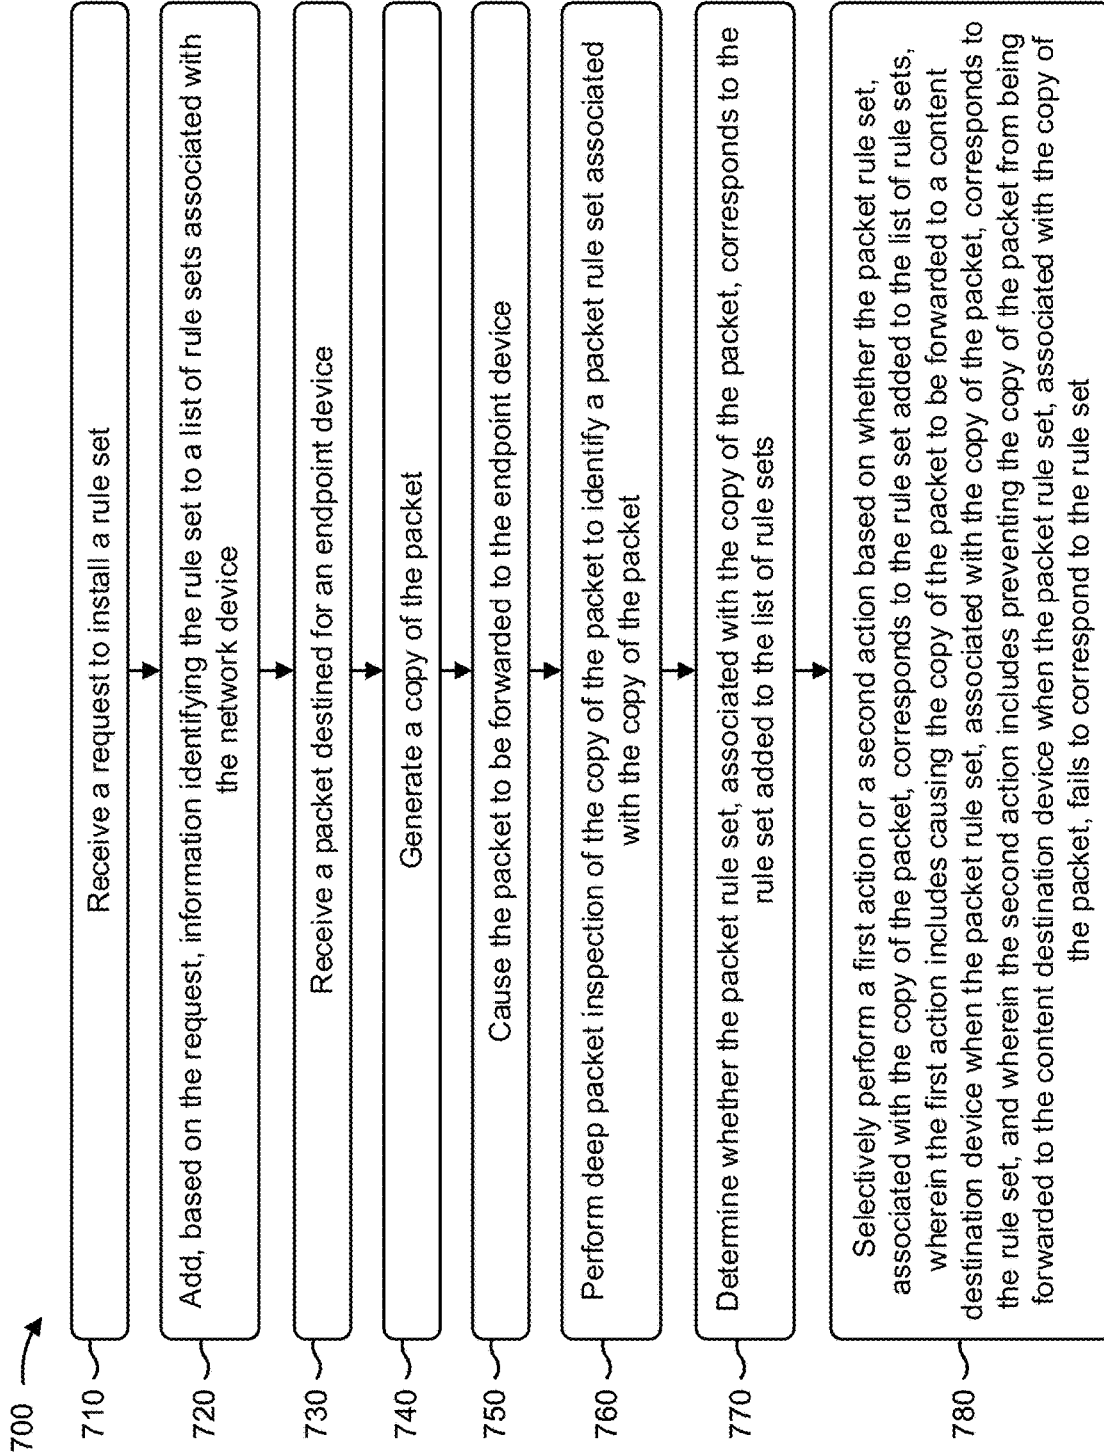 700
710
Receive a request to install a rule set
720
Add, based on the request, information identifying the rule set to a list of rule sets associated with
the network device
730
Receive a packet destined for an endpoint device
740
Generate a copy of the packet
750
Cause the packet to be forwarded to the endpoint device
760
Perform deep packet inspection of the copy of the packet to identify a packet rule set associated
with the copy of the packet
770
Determine whether the packet rule set, associated with the copy of the packet, corresponds to the
rule set added to the list of rule sets
780
Selectively perform a first action or a second action based on whether the packet rule set,
associated with the copy of the packet, corresponds to the rule set added to the list of rule sets,
wherein the first action includes causing the copy of the packet to be forwarded to a content
destination device when the packet rule set, associated with the copy of the packet, corresponds to
the rule set, and wherein the second action includes preventing the copy of the packet from being
forwarded to the content destination device when the packet rule set, associated with the copy of
the packet, fails to correspond to the rule set